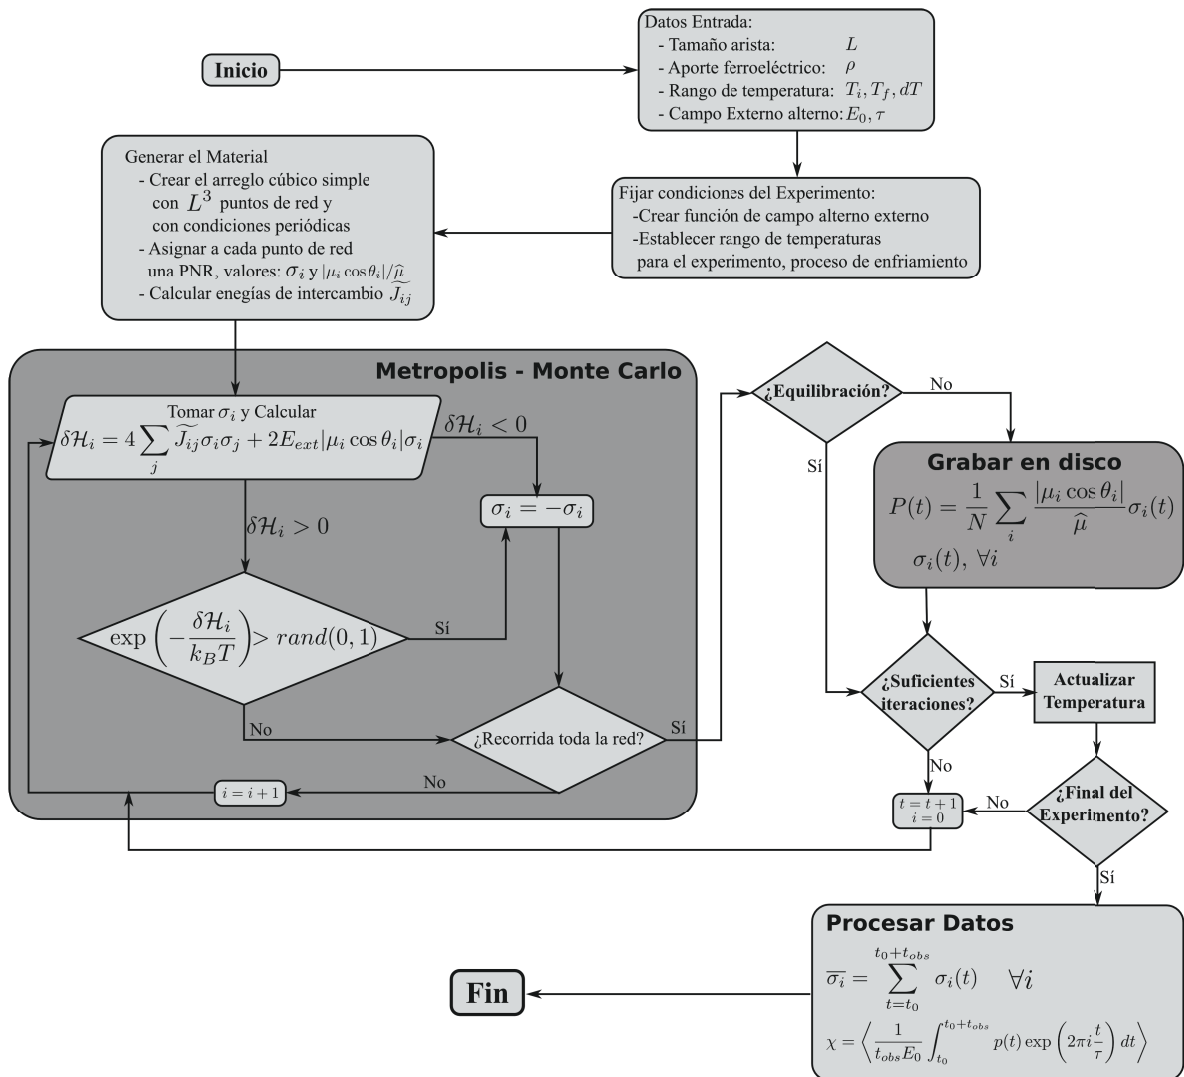 Inicio
Datos Entrada:
- Tamaño arista: L
- Aporte ferroeléctrico: ρ
- Rango de temperatura: T_i, T_f, dT
- Campo Externo alterno: E_0, τ
Fijar condiciones del Experimento:
-Crear función de campo alterno externo
-Establecer rango de temperaturas
para el experimento, proceso de enfriamiento
Generar el Material
- Crear el arreglo cúbico simple
con L^3 puntos de red y
con condiciones periódicas
- Asignar a cada punto de red
una PNR, valores: σ_i y |μ_i cos θ_i|/μ̂
- Calcular enegías de intercambio J̃_ij
Metropolis - Monte Carlo
Tomar σ_i y Calcular
δℋ_i = 4 ∑_j J̃_ij σ_i σ_j + 2E_ext |μ_i cos θ_i| σ_i
δℋ_i < 0
σ_i = −σ_i
δℋ_i > 0
exp (−δℋ_i / k_B T) > rand(0, 1)
Sí
No
¿Recorrida toda la red?
Sí
No
i = i + 1
¿Equilibración?
No
Sí
Grabar en disco
P(t) = 1/N ∑_i |μ_i cos θ_i|/μ̂ σ_i(t)
σ_i(t), ∀i
¿Suficientes
iteraciones?
Sí
No
Actualizar
Temperatura
¿Final del
Experimento?
No
Sí
t = t + 1
i = 0
Procesar Datos
σ̄_i = ∑_{t=t_0}^{t_0+t_obs} σ_i(t) ∀i
χ = ⟨ 1/(t_obs E_0) ∫_{t_0}^{t_0+t_obs} p(t) exp (2πi t/τ) dt ⟩
Fin